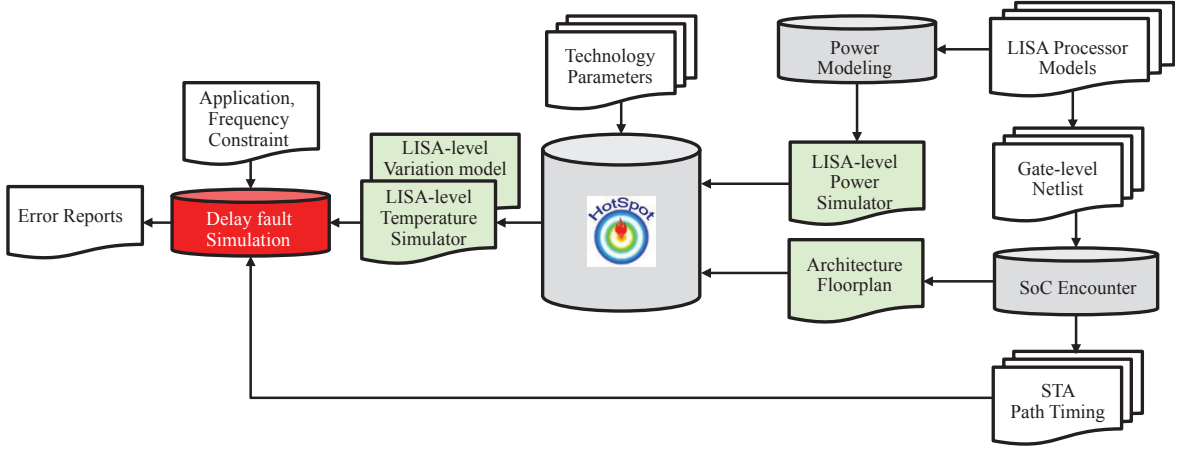 Technology
Parameters
Power
Modeling
LISA Processor
Models
Application,
Frequency
Constraint
LISA-level
Variation model
LISA-level
Temperature
Simulator
HotSpot
LISA-level
Power
Simulator
Gate-level
Netlist
Error Reports
Delay fault
Simulation
Architecture
Floorplan
SoC Encounter
STA
Path Timing